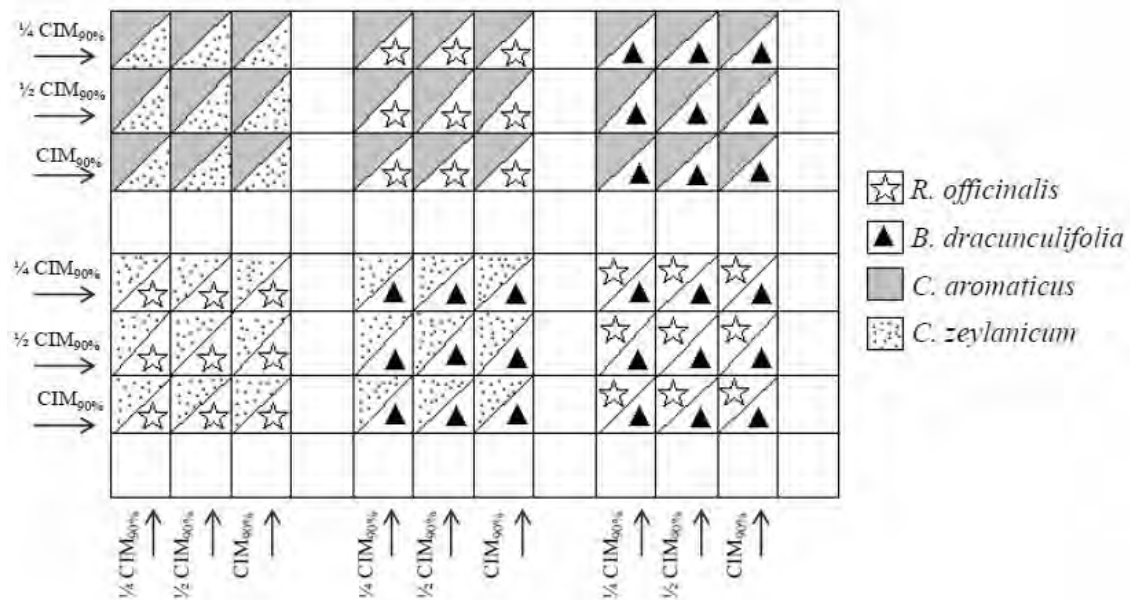 ¼ CIM90%
½ CIM90%
CIM90%
¼ CIM90%
½ CIM90%
CIM90%
R. officinalis
B. dracunculifolia
C. aromaticus
C. zeylanicum
¼ CIM90%
½ CIM90%
CIM90%
¼ CIM90%
½ CIM90%
CIM90%
¼ CIM90%
½ CIM90%
CIM90%